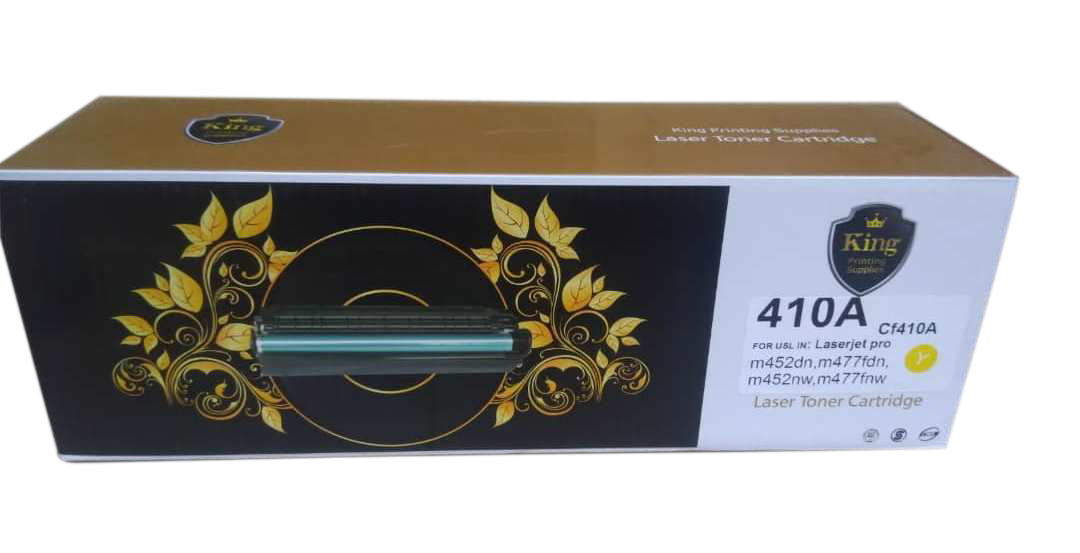 King
King Printing Supplies
Laser Toner Cartridge
King
Printing
Supplies
410A
Cf410A
FOR USL IN: Laserjet pro
m452dn,m477fdn,
m452nw,m477fnw
Y
Laser Toner Cartridge